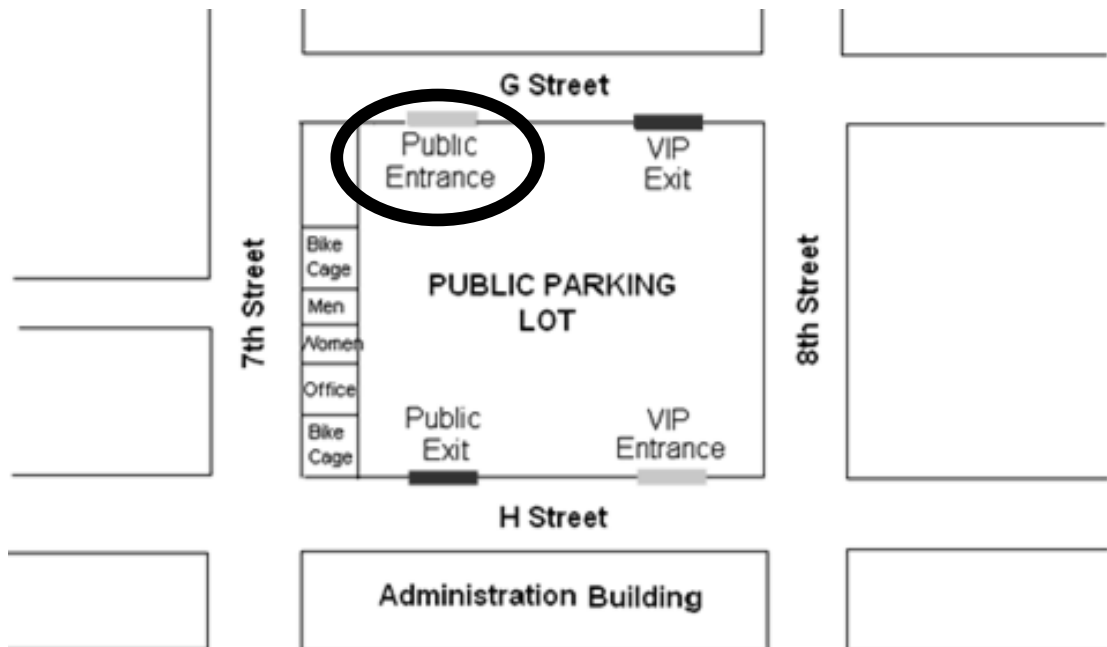 G Street
Public
Entrance
VIP
Exit
Bike
Cage
Men
Women
Office
Bike
Cage
7th Street
PUBLIC PARKING
LOT
8th Street
Public
Exit
VIP
Entrance
H Street
Administration Building